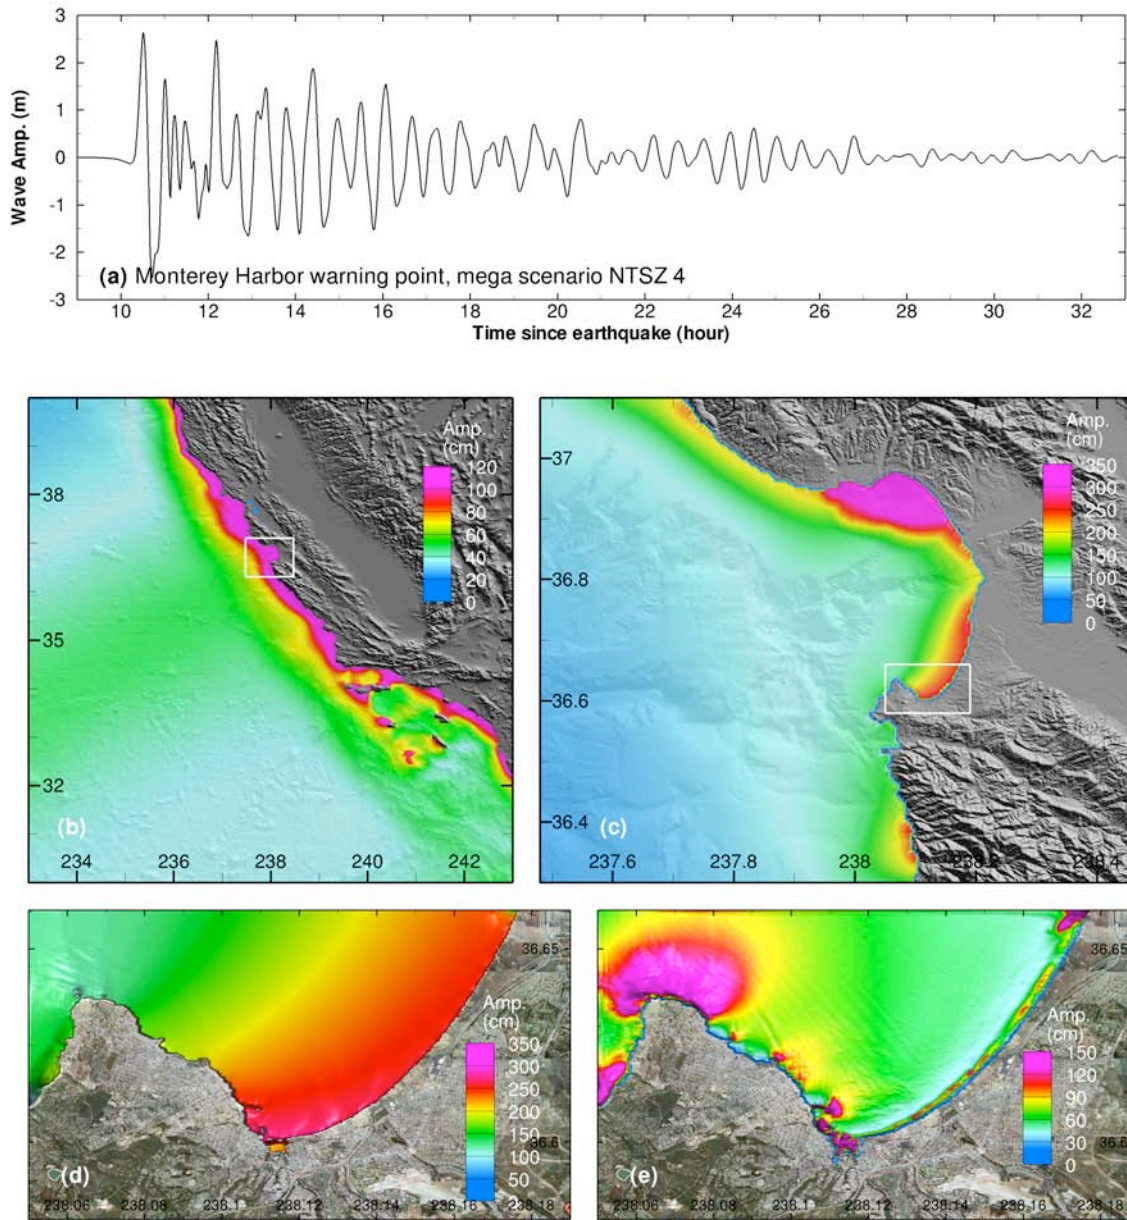 3
2
1
0
-1
-2
-3
Wave Amp. (m)
(a) Monterey Harbor warning point, mega scenario NTSZ 4
10 12 14 16 18 20 22 24 26 28 30 32
Time since earthquake (hour)
Amp.
(cm)
120
100
80
60
40
20
0
38
35
32
(b)
234 236 238 240 242
Amp.
(cm)
350
300
250
200
150
100
50
0
37
36.8
36.6
36.4
(c)
237.6 237.8 238 238.2 238.4
36.65
Amp.
(cm)
350
300
250
200
150
100
50
36.6
(d)
238.06 238.08 238.1 238.12 238.14 238.16 238.18
36.65
Amp.
(cm)
150
120
90
60
30
0
36.6
(e)
238.06 238.08 238.1 238.12 238.14 238.16 238.18